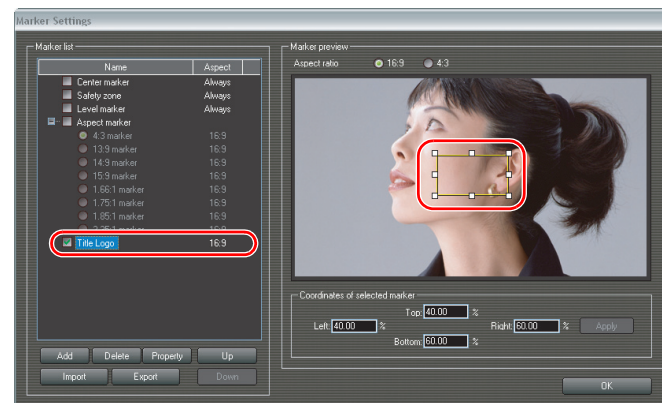 Marker Settings
Marker list
Name Aspect
Center marker Always
Safety zone Always
Level marker Always
Aspect marker
4:3 marker 16:9
13:9 marker 16:9
14:9 marker 16:9
15:9 marker 16:9
1.66:1 marker 16:9
1.75:1 marker 16:9
1.85:1 marker 16:9
2.35:1 marker 16:9
Title Logo 16:9
Add Delete Property Up
Import Export Down
Marker preview
Aspect ratio 16:9 4:3
Coordinates of selected marker
Top: 40.00 %
Left: 40.00 % Right: 60.00 % Apply
Bottom: 60.00 %
OK